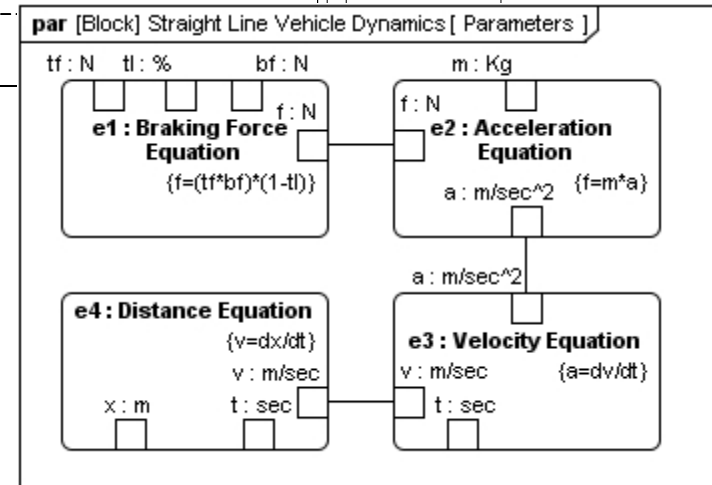 par [Block] Straight Line Vehicle Dynamics [ Parameters ]
tf : N tl : % bf : N
f : N
e1 : Braking Force
Equation
{f=(tf*bf)*(1-tl)}
m : Kg
f : N
e2 : Acceleration
Equation
{f=m*a}
a : m/sec^2
a : m/sec^2
e3 : Velocity Equation
{a=dv/dt}
v : m/sec
t : sec
e4 : Distance Equation
{v=dx/dt}
v : m/sec
x : m t : sec